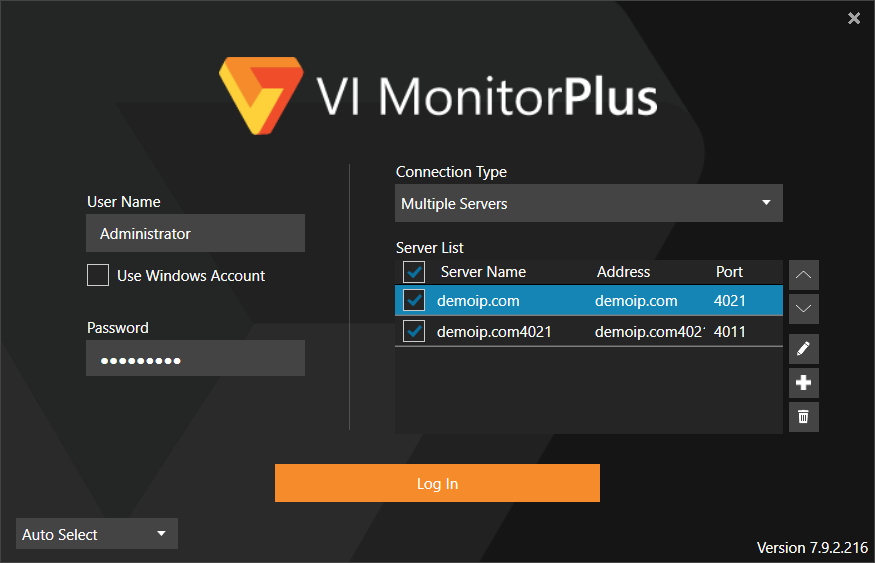 VI MonitorPlus
User Name
Administrator
Use Windows Account
Password
Connection Type
Multiple Servers
Server List
Server Name Address Port
demoip.com demoip.com 4021
demoip.com4021 demoip.com402 4011
Log In
Auto Select
Version 7.9.2.216